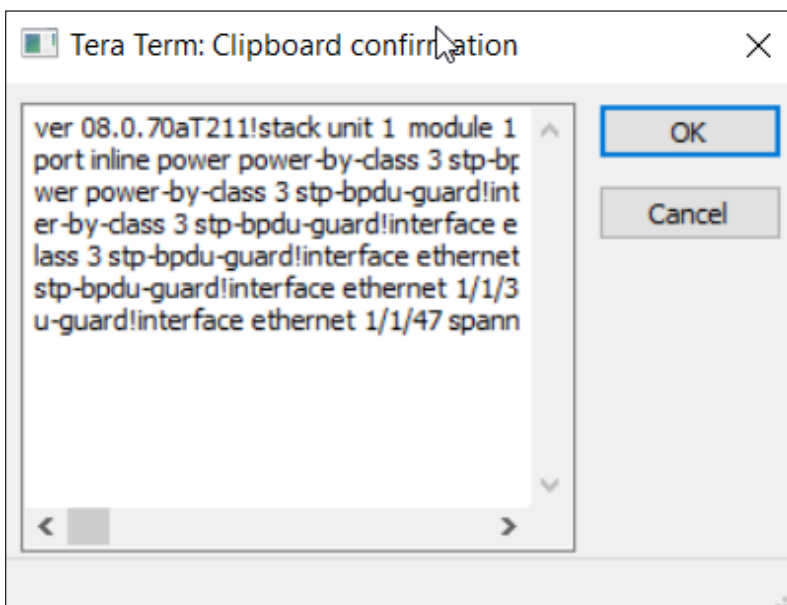 Tera Term: Clipboard confirmation
ver 08.0.70aT211!stack unit 1 module 1
port inline power power-by-class 3 stp-bp
wer power-by-class 3 stp-bpdu-guard!int
er-by-class 3 stp-bpdu-guard!interface e
lass 3 stp-bpdu-guard!interface ethernet
stp-bpdu-guard!interface ethernet 1/1/3
u-guard!interface ethernet 1/1/47 spann
OK
Cancel